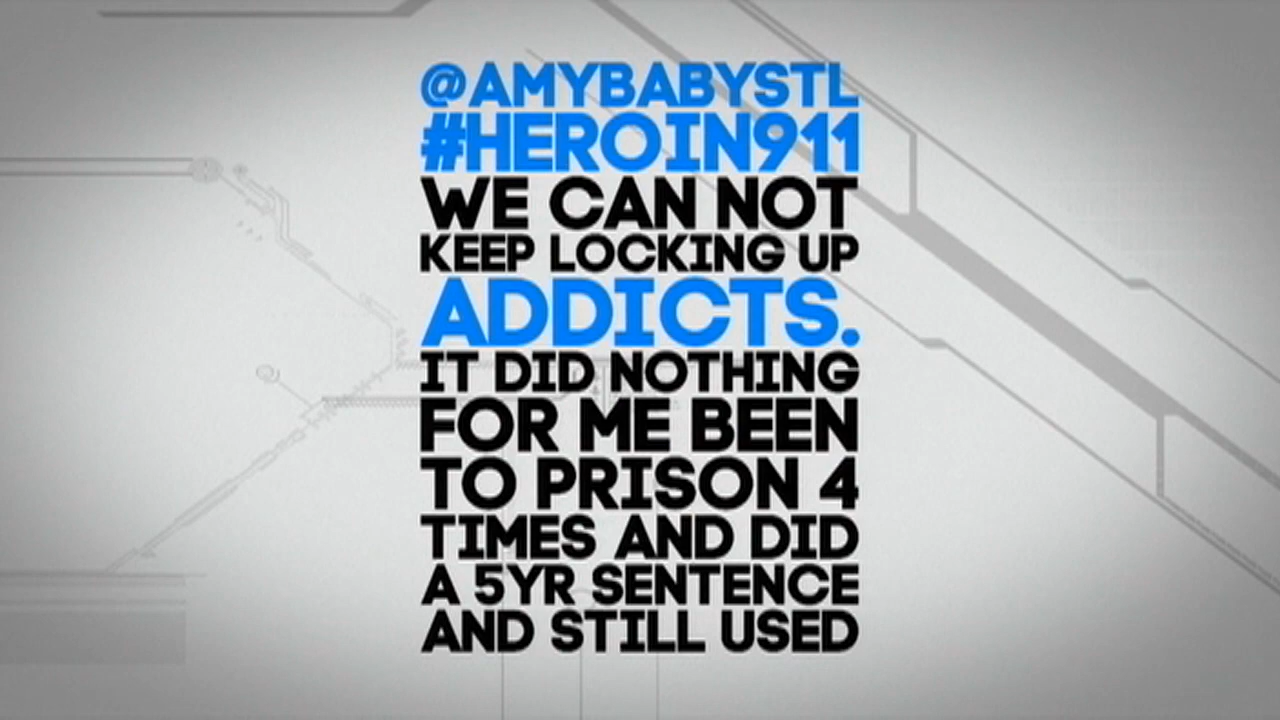 @AMYBABYSTL
#HEROIN911
WE CAN NOT
KEEP LOCKING UP
ADDICTS.
IT DID NOTHING
FOR ME BEEN
TO PRISON 4
TIMES AND DID
A 5YR SENTENCE
AND STILL USED